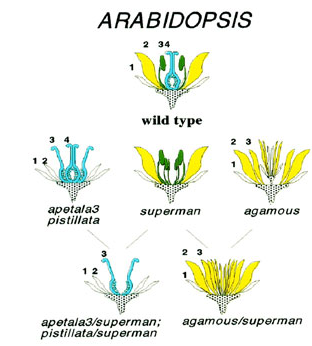 ARABIDOPSIS
2 34
1
wild type
3 4
1 2
2 3
1
apetala3
pistillata
superman
agamous
3
1 2
2 3
1
apetala3/superman;
pistillata/superman
agamous/superman